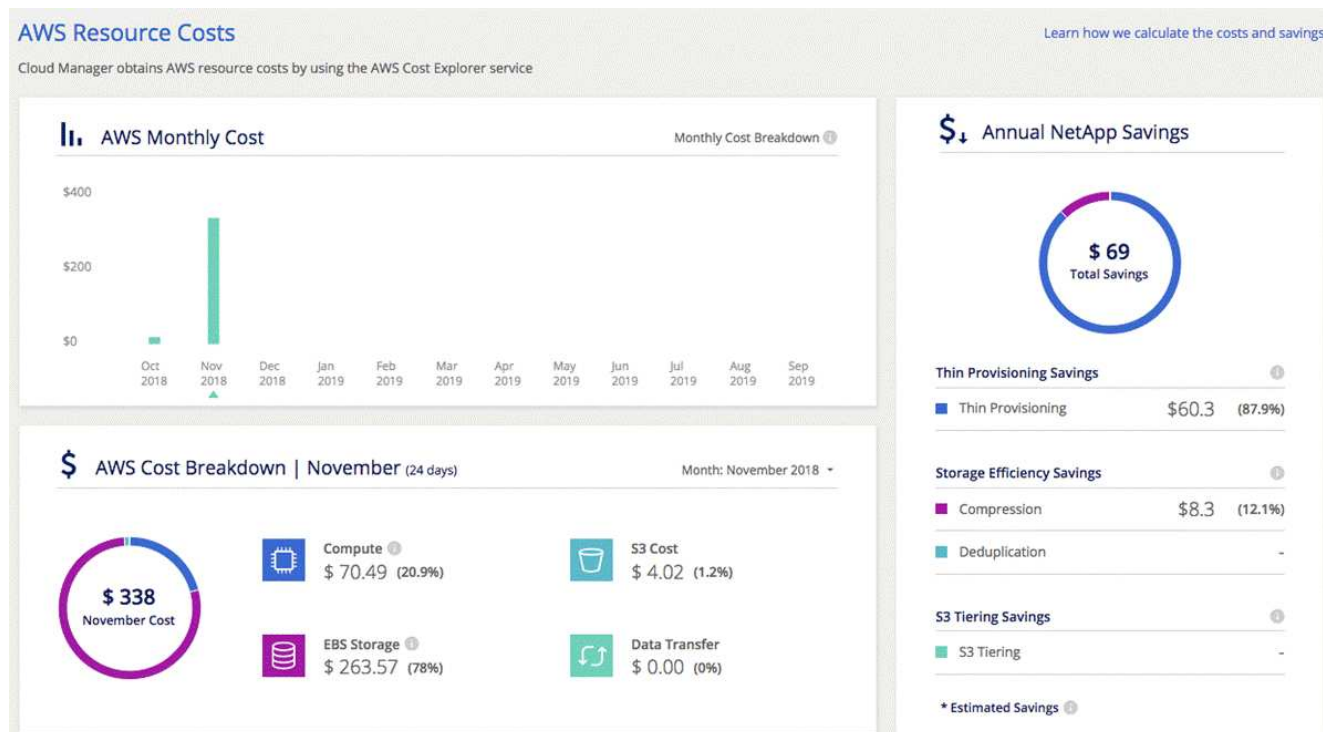 AWS Resource Costs
Learn how we calculate the costs and savings
Cloud Manager obtains AWS resource costs by using the AWS Cost Explorer service
AWS Monthly Cost
Monthly Cost Breakdown
$400
$200
$0
Oct Nov Dec Jan Feb Mar Apr May Jun Jul Aug Sep
2018 2018 2018 2019 2019 2019 2019 2019 2019 2019 2019 2019
AWS Cost Breakdown | November (24 days)
Month: November 2018
$ 338
November Cost
Compute
$ 70.49 (20.9%)
S3 Cost
$ 4.02 (1.2%)
EBS Storage
$ 263.57 (78%)
Data Transfer
$ 0.00 (0%)
Annual NetApp Savings
$ 69
Total Savings
Thin Provisioning Savings
Thin Provisioning $60.3 (87.9%)
Storage Efficiency Savings
Compression $8.3 (12.1%)
Deduplication -
S3 Tiering Savings
S3 Tiering -
* Estimated Savings